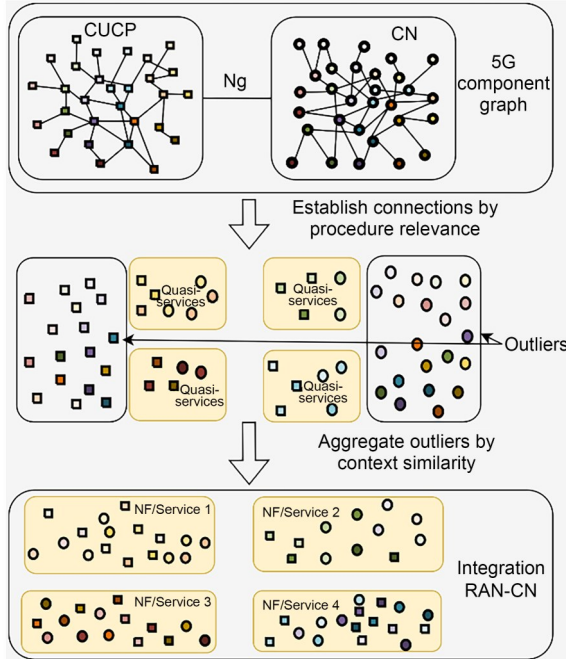 CUCP
Ng
CN
5G
component
graph
Establish connections by
procedure relevance
Quasi-
services
Quasi-
services
Outliers
Quasi-
services
Quasi-
services
Aggregate outliers by
context similarity
NF/Service 1
NF/Service 2
Integration
RAN-CN
NF/Service 3
NF/Service 4